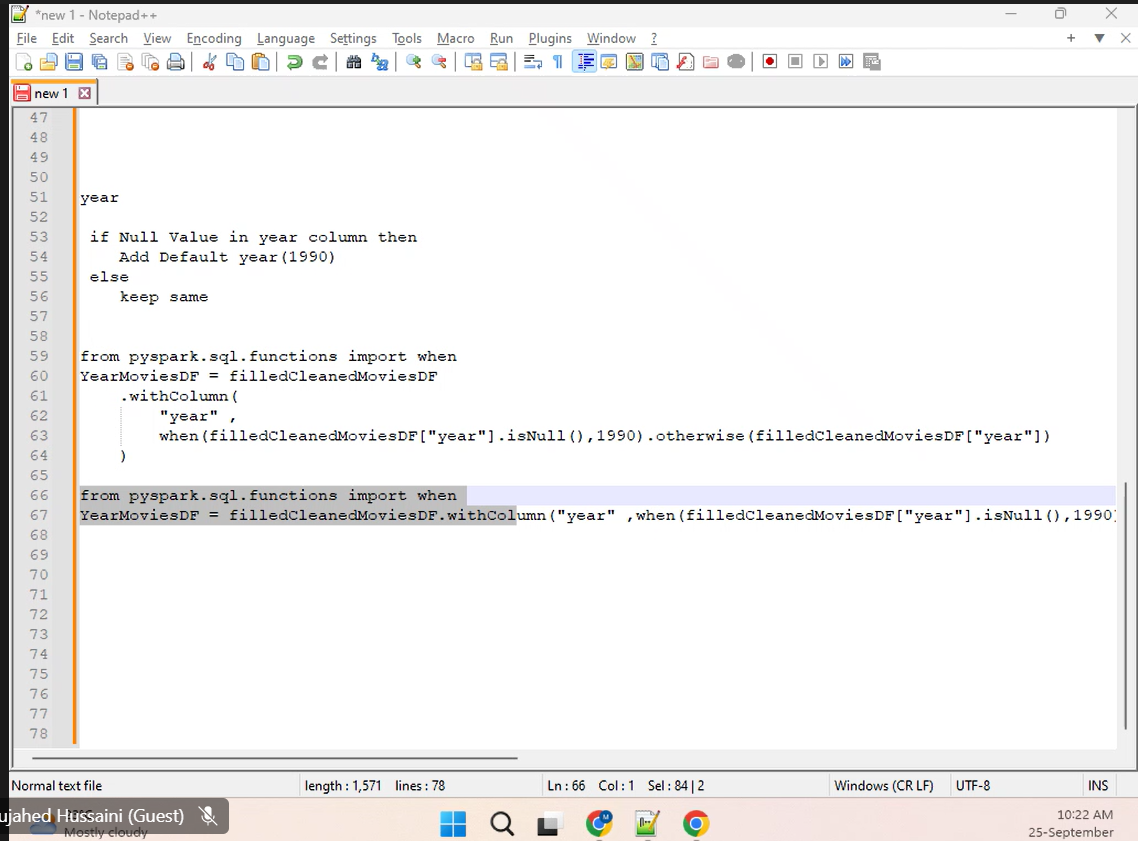 *new 1 - Notepad++
File Edit Search View Encoding Language Settings Tools Macro Run Plugins Window ?
new 1
47
48
49
50
51 year
52
53 if Null Value in year column then
54 Add Default year(1990)
55 else
56 keep same
57
58
59 from pyspark.sql.functions import when
60 YearMoviesDF = filledCleanedMoviesDF
61 .withColumn(
62 "year" ,
63 when(filledCleanedMoviesDF["year"].isNull(),1990).otherwise(filledCleanedMoviesDF["year"])
64 )
65
66 from pyspark.sql.functions import when
67 YearMoviesDF = filledCleanedMoviesDF.withColumn("year" ,when(filledCleanedMoviesDF["year"].isNull(),1990)
68
69
70
71
72
73
74
75
76
77
78
Normal text file length : 1,571 lines : 78 Ln : 66 Col : 1 Sel : 84 | 2 Windows (CR LF) UTF-8 INS
ujahed Hussaini (Guest)
Mostly cloudy
10:22 AM
25-September